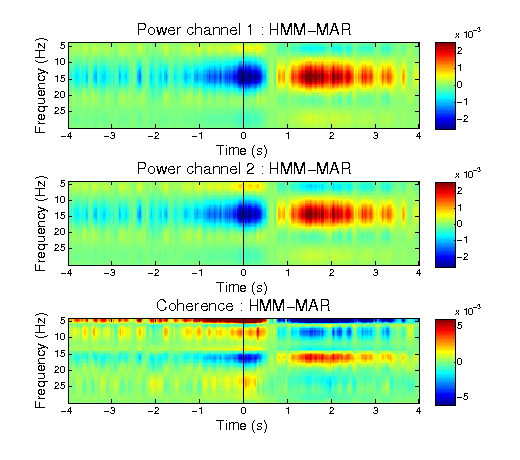 Power channel 1 : HMM-MAR
x 10⁻³
Frequency (Hz)
5
10
15
20
25
2
1
0
−1
−2
−4 −3 −2 −1 0 1 2 3 4
Time (s)
Power channel 2 : HMM-MAR
x 10⁻³
Frequency (Hz)
5
10
15
20
25
2
1
0
−1
−2
−4 −3 −2 −1 0 1 2 3 4
Time (s)
Coherence : HMM-MAR
x 10⁻³
Frequency (Hz)
5
10
15
20
25
5
0
−5
−4 −3 −2 −1 0 1 2 3 4
Time (s)